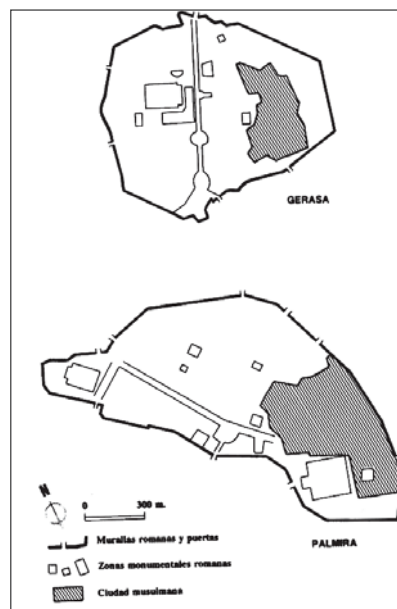 GERASA
N
0 300 m.
Murallas romanas y puertas
PALMIRA
Zonas monumentales romanas
Ciudad musulmana